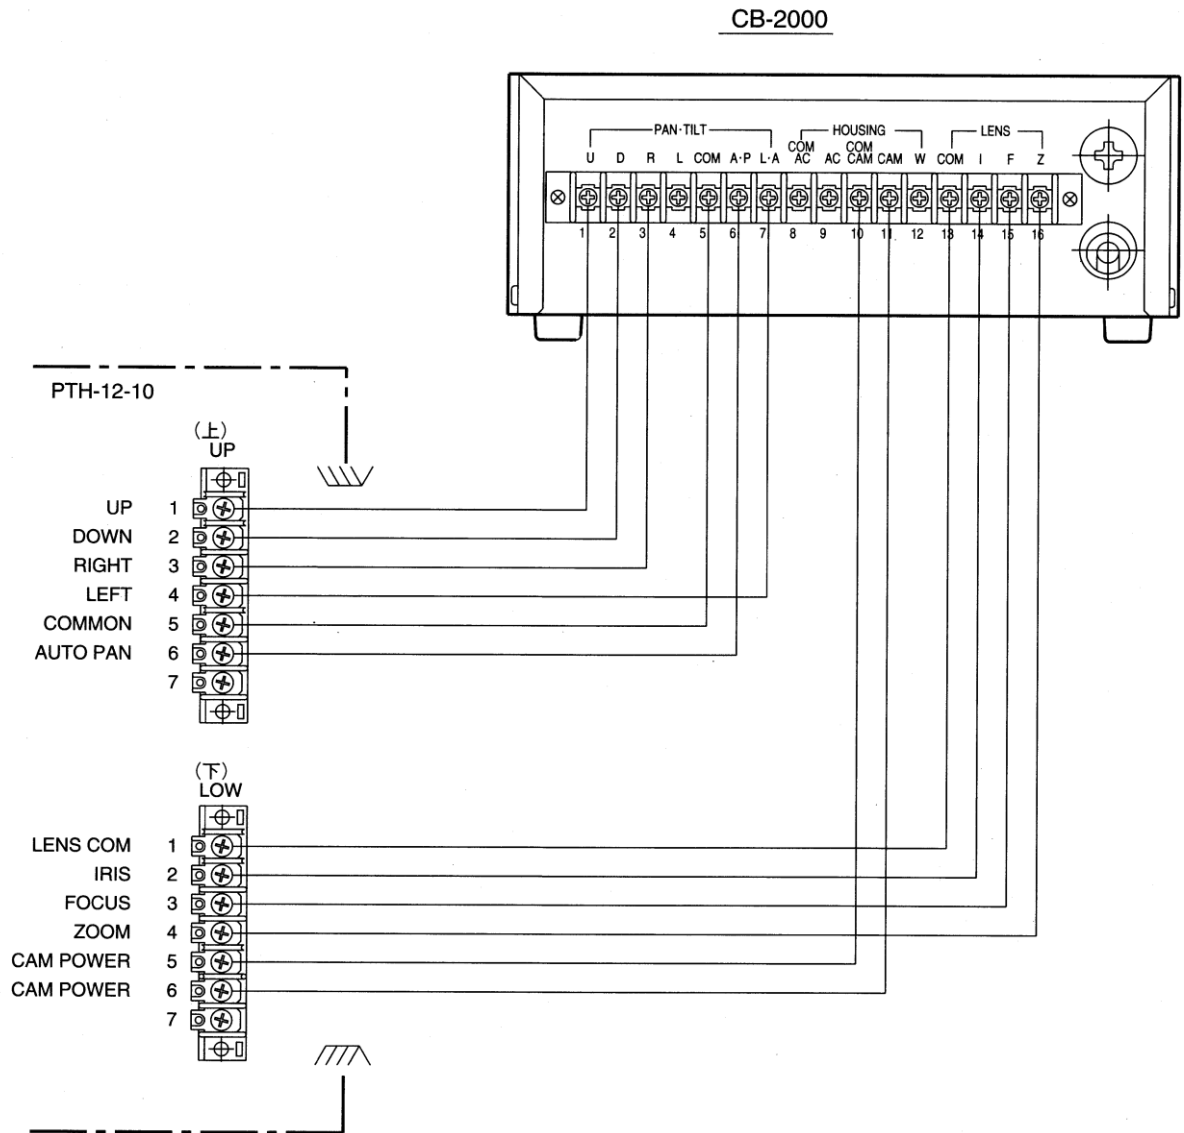 CB-2000
PAN·TILT HOUSING LENS
U D R L COM A·P L·A COM AC AC COM CAM CAM W COM I F Z
1 2 3 4 5 6 7 8 9 10 11 12 13 14 15 16
PTH-12-10
(上)
UP
UP 1
DOWN 2
RIGHT 3
LEFT 4
COMMON 5
AUTO PAN 6
7
(下)
LOW
LENS COM 1
IRIS 2
FOCUS 3
ZOOM 4
CAM POWER 5
CAM POWER 6
7